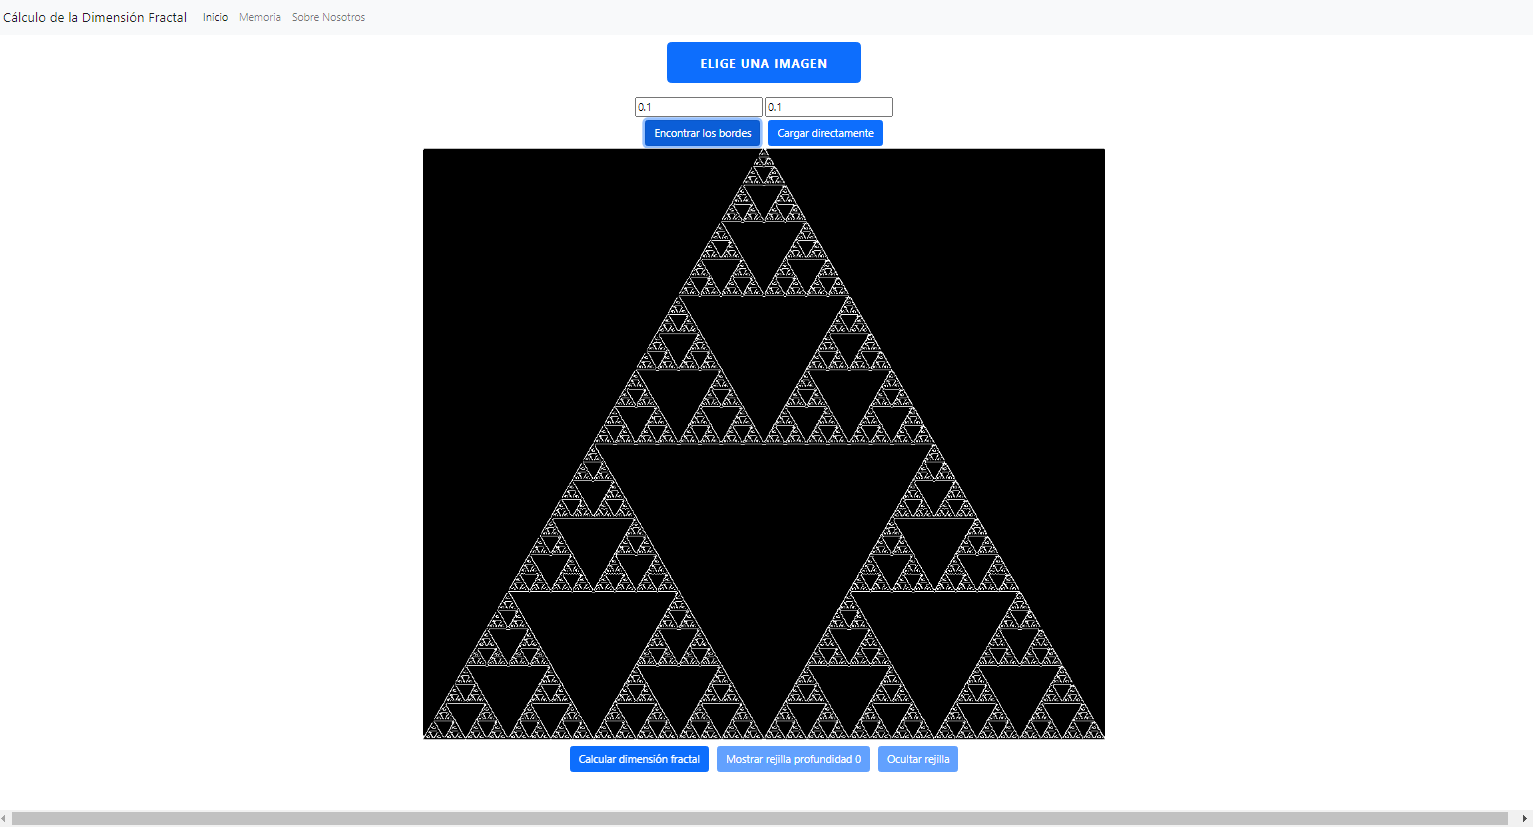 Cálculo de la Dimensión Fractal Inicio Memoria Sobre Nosotros
ELIGE UNA IMAGEN
0.1 0.1
Encontrar los bordes Cargar directamente
Calcular dimensión fractal Mostrar rejilla profundidad 0 Ocultar rejilla